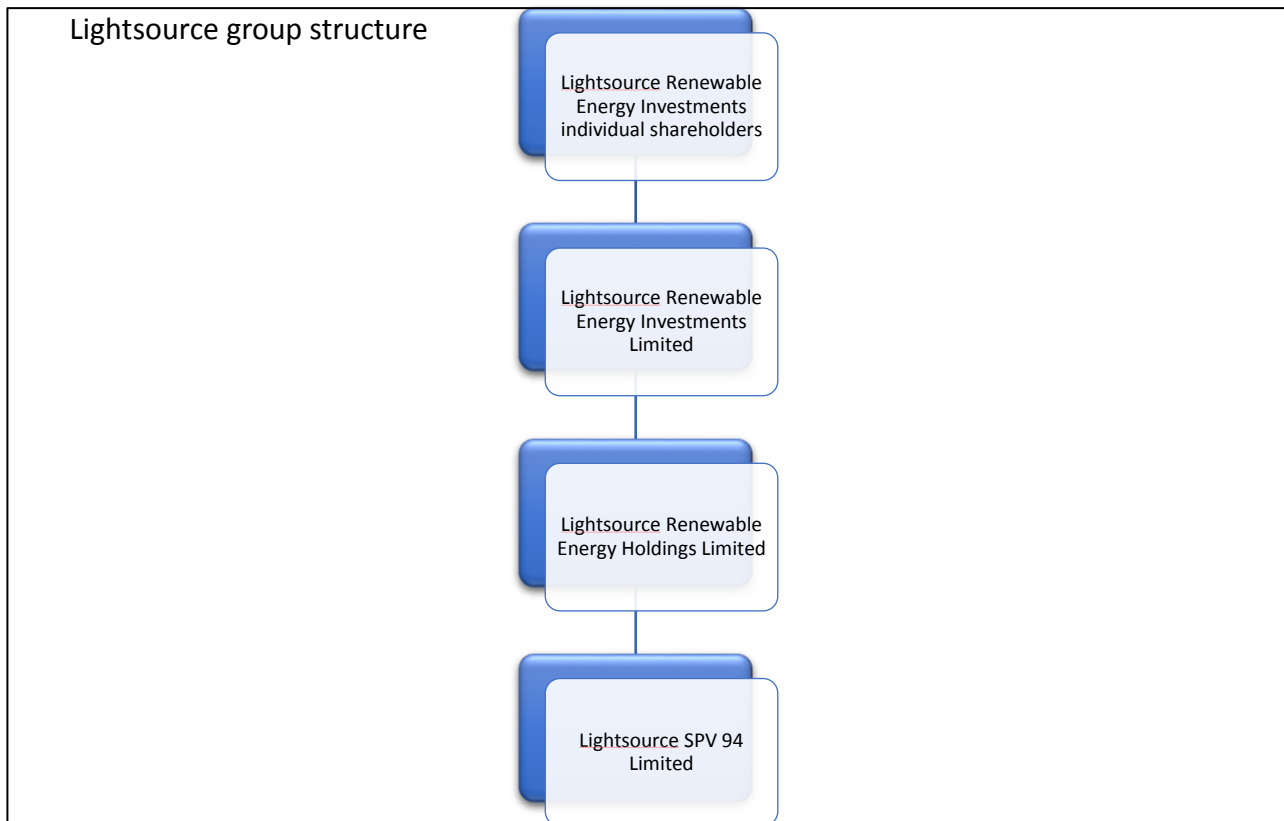 Lightsource group structure
Lightsource Renewable
Energy Investments
individual shareholders
Lightsource Renewable
Energy Investments
Limited
Lightsource Renewable
Energy Holdings Limited
Lightsource SPV 94
Limited